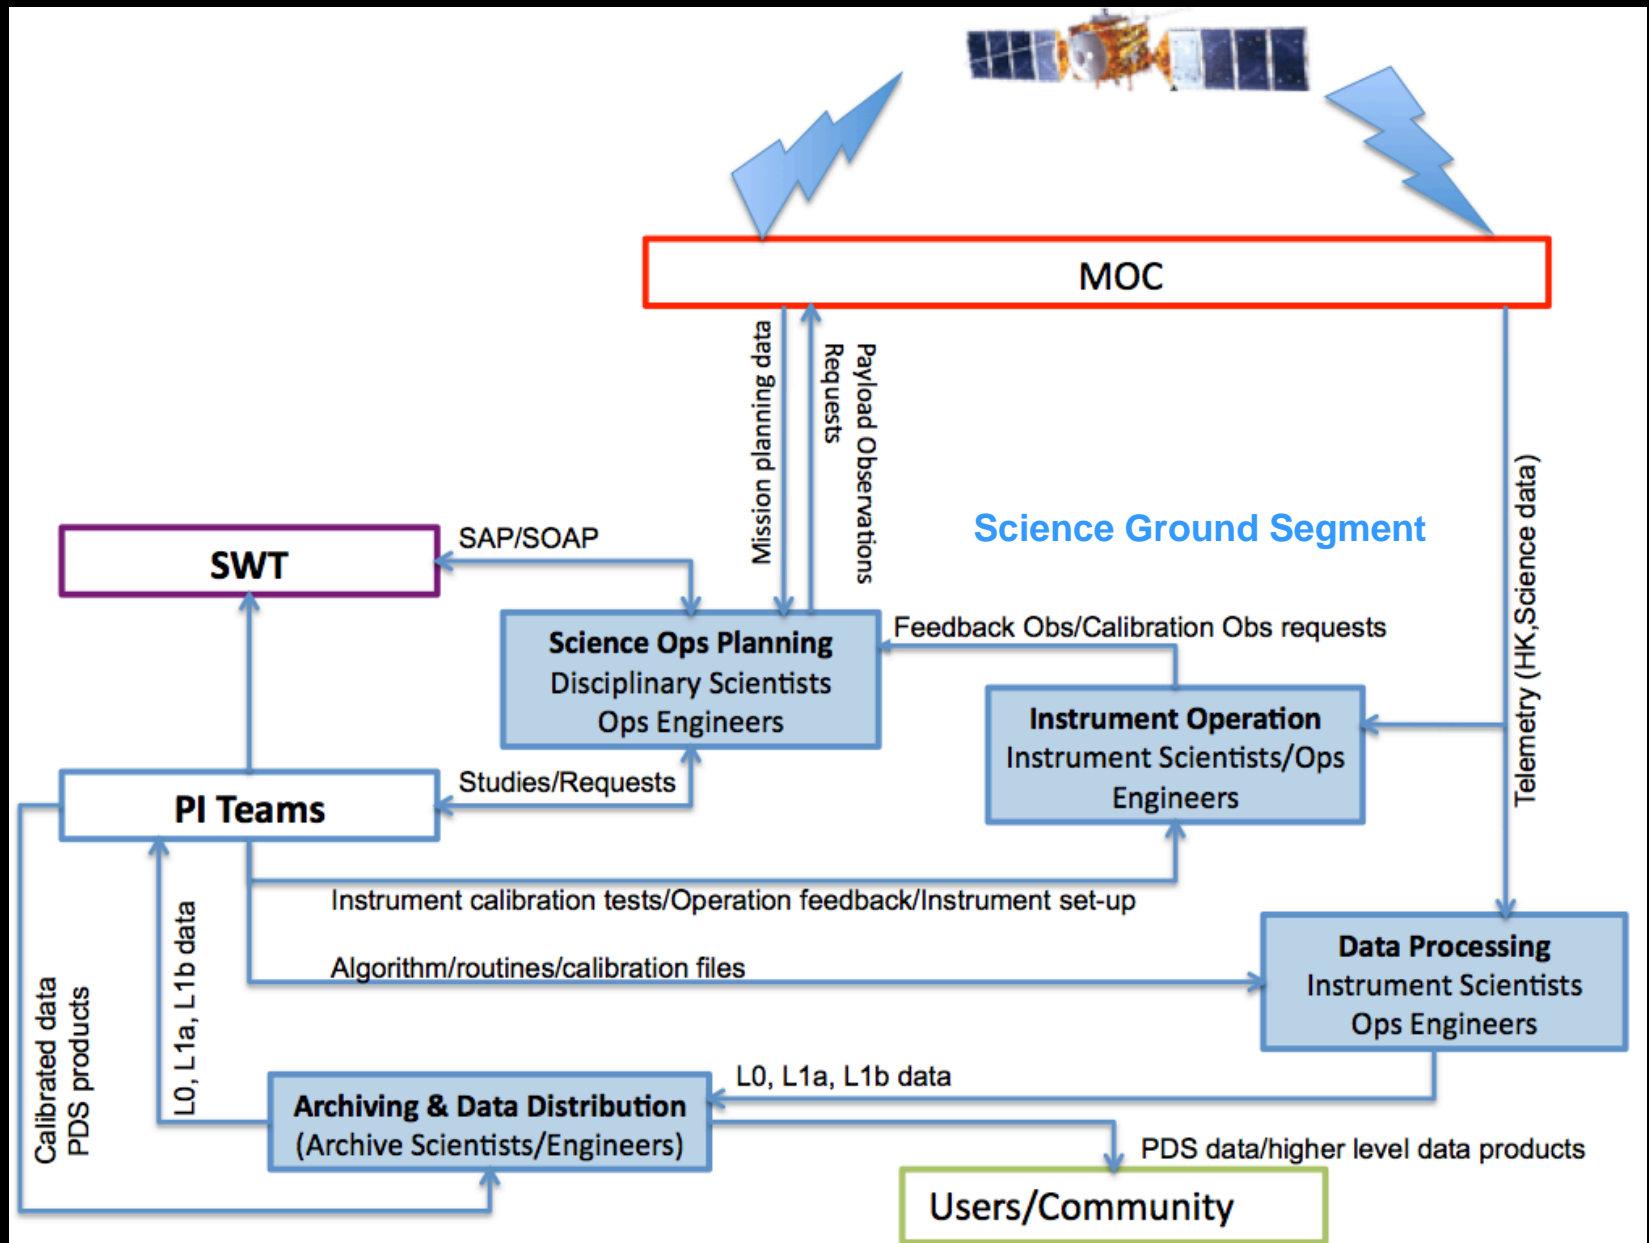 MOC
Mission planning data
Payload Observations
Requests
Telemetry (HK,Science data)
Science Ground Segment
SWT
SAP/SOAP
Science Ops Planning
Disciplinary Scientists
Ops Engineers
Feedback Obs/Calibration Obs requests
Instrument Operation
Instrument Scientists/Ops
Engineers
Studies/Requests
PI Teams
Instrument calibration tests/Operation feedback/Instrument set-up
Algorithm/routines/calibration files
Data Processing
Instrument Scientists
Ops Engineers
Calibrated data
PDS products
L0, L1a, L1b data
L0, L1a, L1b data
Archiving & Data Distribution
(Archive Scientists/Engineers)
PDS data/higher level data products
Users/Community